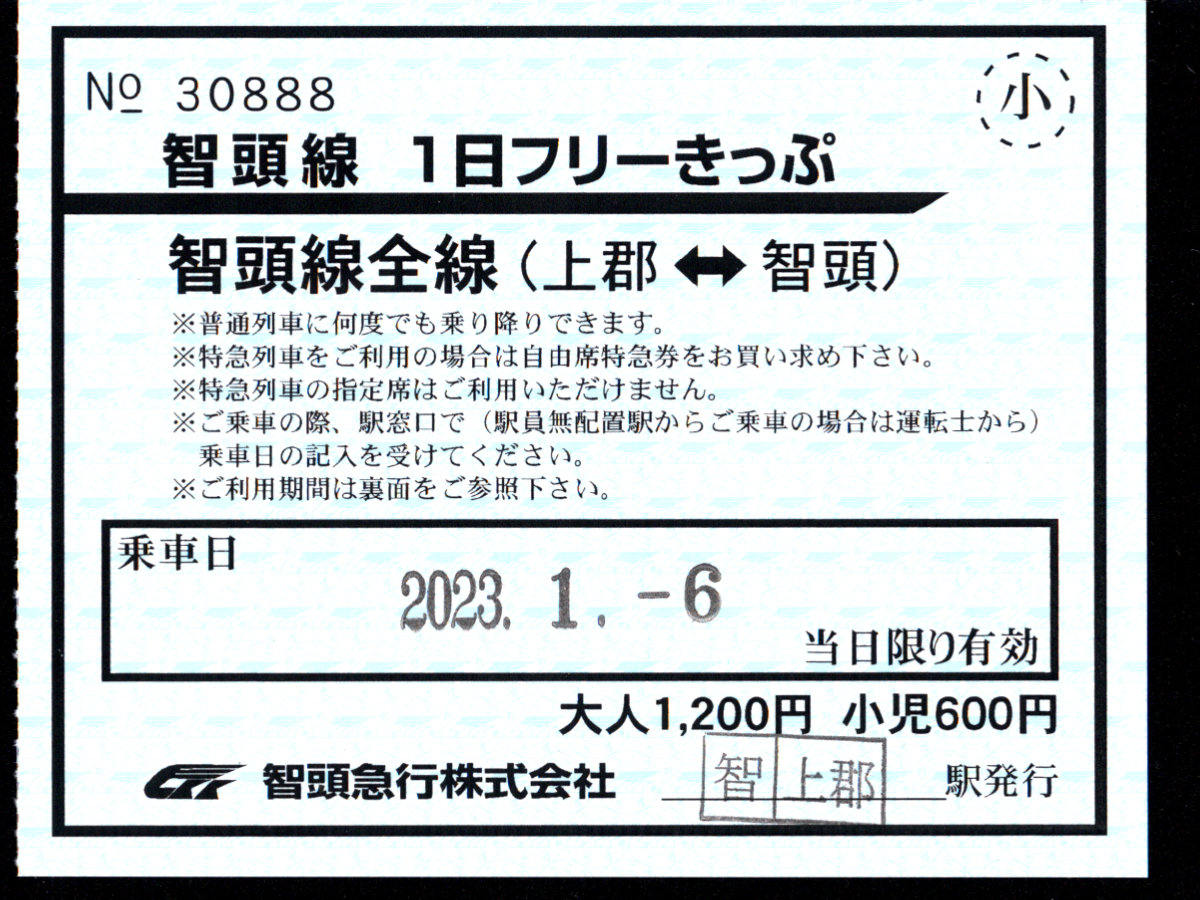 № 30888
小
智頭線 1日フリーきっぷ
智頭線全線(上郡⬌智頭)
※普通列車に何度でも乗り降りできます。
※特急列車をご利用の場合は自由席特急券をお買い求め下さい。
※特急列車の指定席はご利用いただけません。
※ご乗車の際、駅窓口で(駅員無配置駅からご乗車の場合は運転士から)
乗車日の記入を受けてください。
※ご利用期間は裏面をご参照下さい。
乗車日
2023. 1. -6
当日限り有効
大人1,200円 小児600円
智頭急行株式会社 智 上郡 駅発行